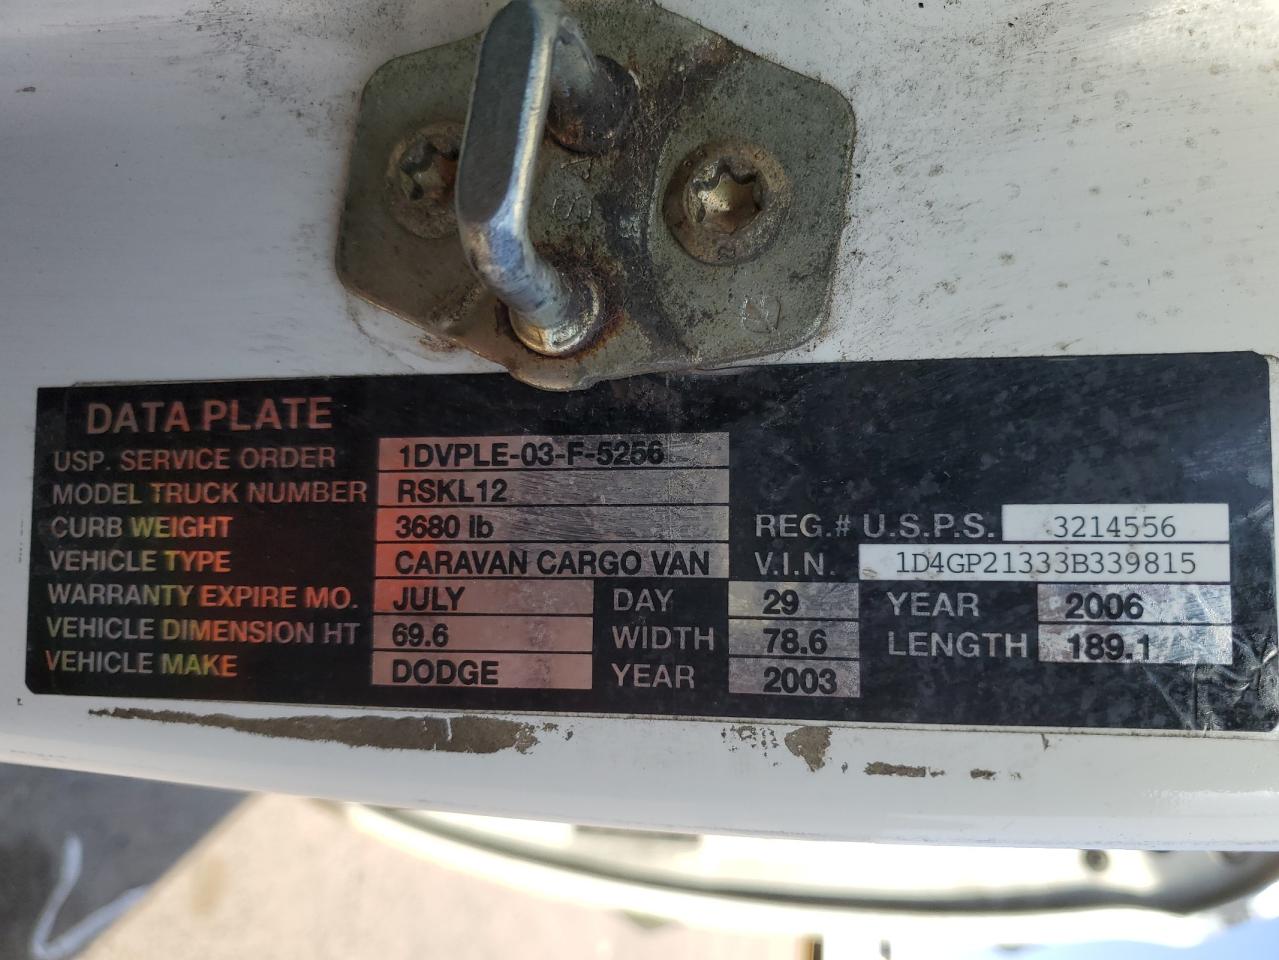 DATA PLATE
USP. SERVICE ORDER 1DVPLE-03-F-5256
MODEL TRUCK NUMBER RSKL12
CURB WEIGHT 3680 lb REG.# U.S.P.S. 3214556
VEHICLE TYPE CARAVAN CARGO VAN V.I.N. 1D4GP21333B339815
WARRANTY EXPIRE MO. JULY DAY 29 YEAR 2006
VEHICLE DIMENSION HT 69.6 WIDTH 78.6 LENGTH 189.1
VEHICLE MAKE DODGE YEAR 2003